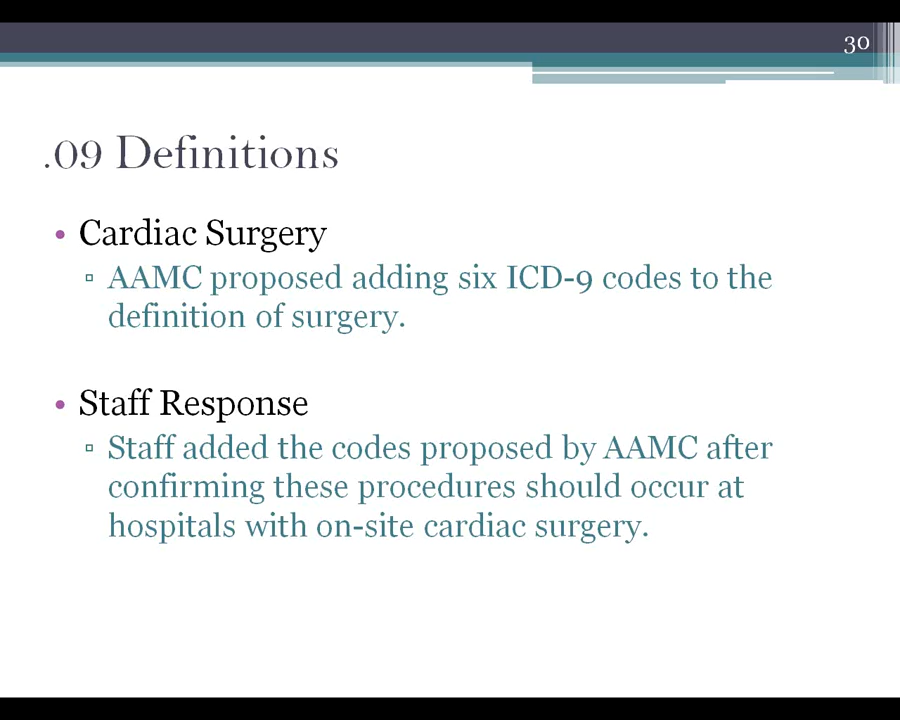 30
.09 Definitions
• Cardiac Surgery
▫ AAMC proposed adding six ICD-9 codes to the
definition of surgery.
• Staff Response
▫ Staff added the codes proposed by AAMC after
confirming these procedures should occur at
hospitals with on-site cardiac surgery.